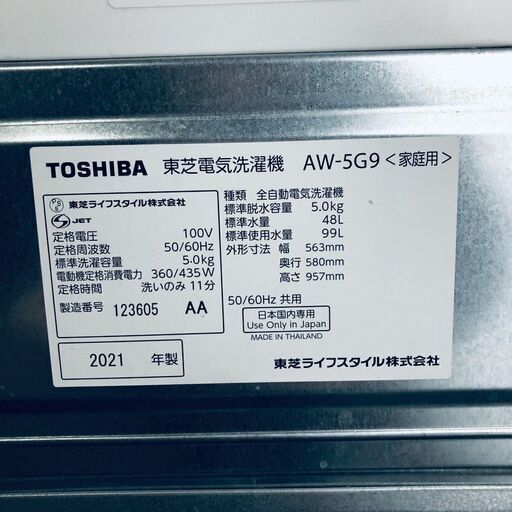 TOSHIBA 東芝電気洗濯機 AW-5G9 <家庭用>
東芝ライフスタイル株式会社
JET
定格電圧 100V
定格周波数 50/60Hz
標準洗濯容量 5.0kg
電動機定格消費電力 360/435W
定格時間 洗いのみ 11分
製造番号 123605 AA
2021 年製
種類 全自動電気洗濯機
標準脱水容量 5.0kg
標準水量 48L
標準使用水量 99L
外形寸法 幅 563mm
奥行 580mm
高さ 957mm
50/60Hz 共用
日本国内専用
Use Only in Japan
MADE IN THAILAND
東芝ライフスタイル株式会社